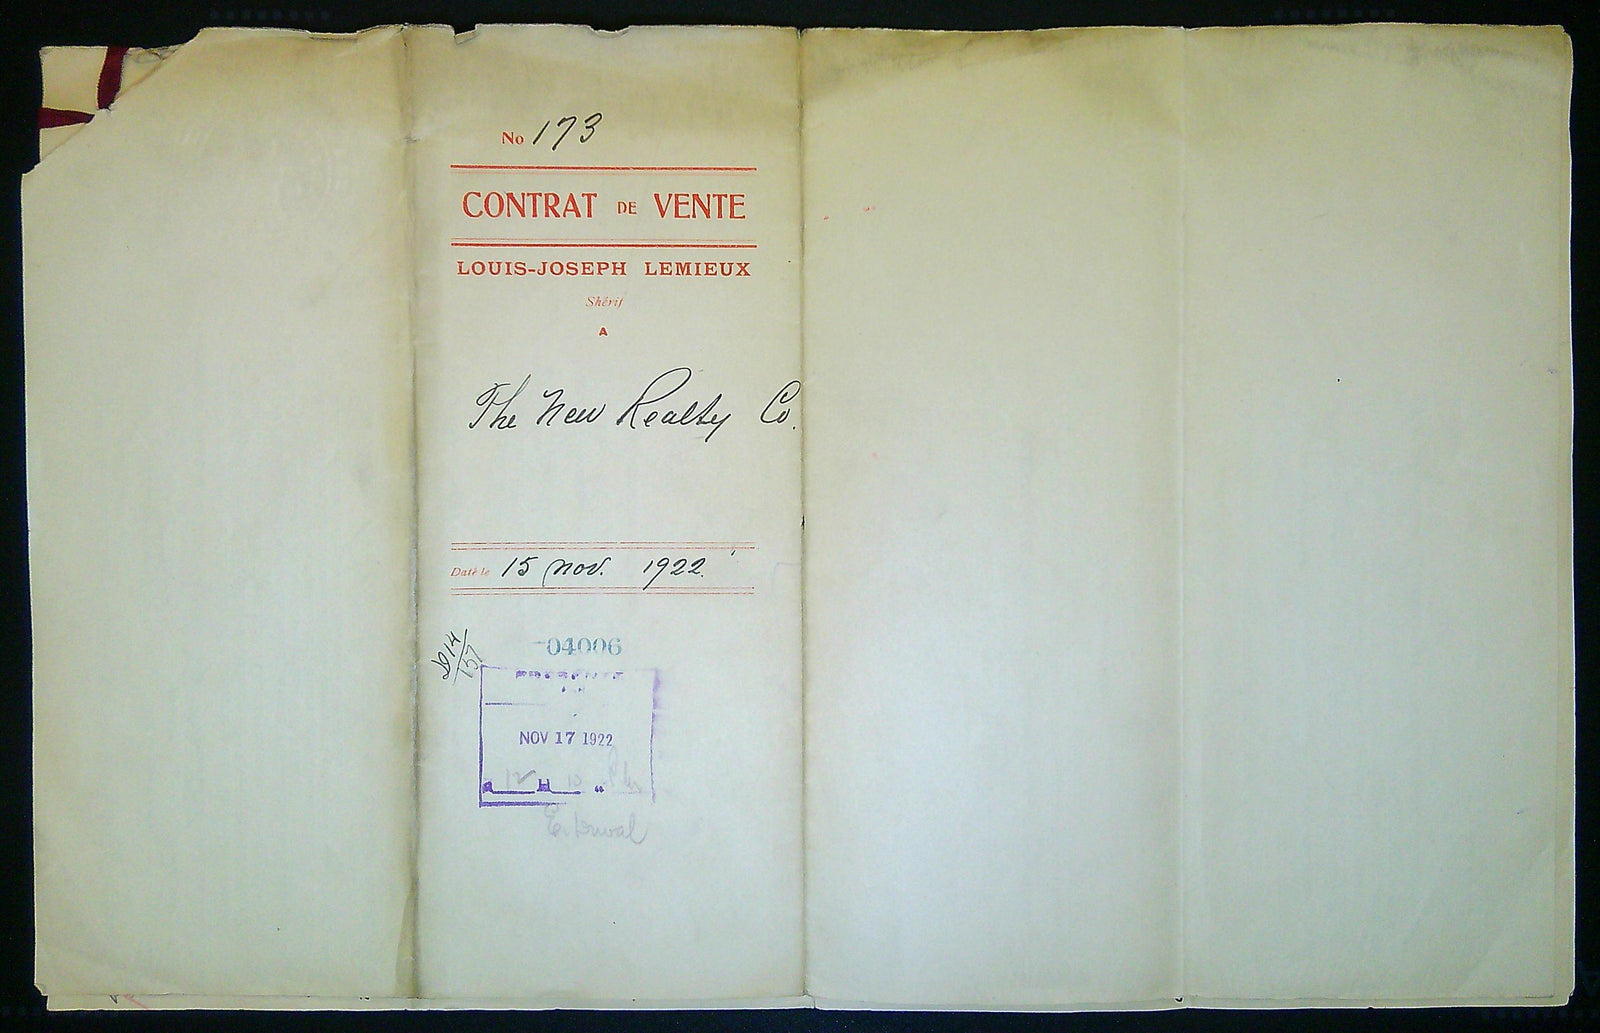 No 173
CONTRAT DE VENTE
LOUIS-JOSEPH LEMIEUX
Shérif
A
The New Realty Co.
Daté le 15 nov. 1922.
04006
NOV 17 1922